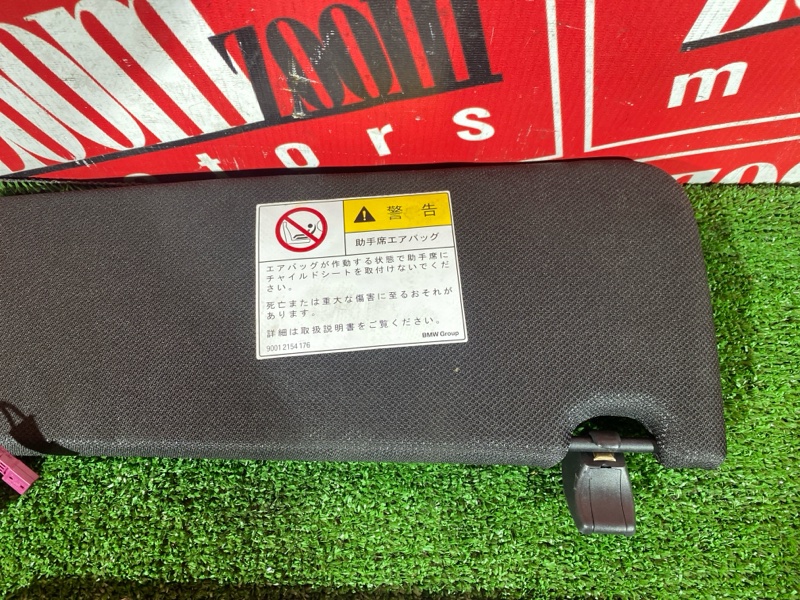 zoom
zoom
m
otors
警告
助手席エアバッグ
エアバッグが作動する状態で助手席に
チャイルドシートを取付けないでくだ
さい。
死亡または重大な傷害に至るおそれが
あります。
詳細は取扱説明書をご覧ください。
BMW Group
9001 2154 176